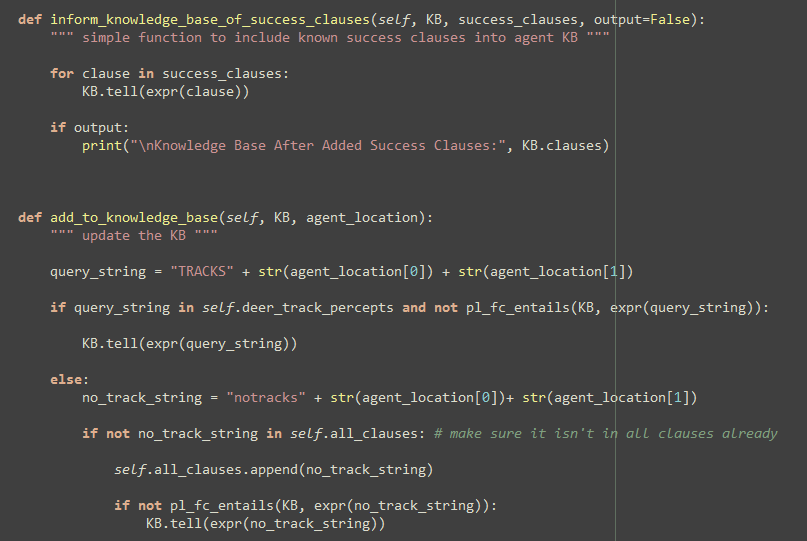 def inform_knowledge_base_of_success_clauses(self, KB, success_clauses, output=False):
    """ simple function to include known success clauses into agent KB """
    for clause in success_clauses:
        KB.tell(expr(clause))
    if output:
        print("\nKnowledge Base After Added Success Clauses:", KB.clauses)
def add_to_knowledge_base(self, KB, agent_location):
    """ update the KB """
    query_string = "TRACKS" + str(agent_location[0]) + str(agent_location[1])
    if query_string in self.deer_track_percepts and not pl_fc_entails(KB, expr(query_string)):
        KB.tell(expr(query_string))
    else:
        no_track_string = "notracks" + str(agent_location[0])+ str(agent_location[1])
        if not no_track_string in self.all_clauses: # make sure it isn't in all clauses already
            self.all_clauses.append(no_track_string)
            if not pl_fc_entails(KB, expr(no_track_string)):
                KB.tell(expr(no_track_string))